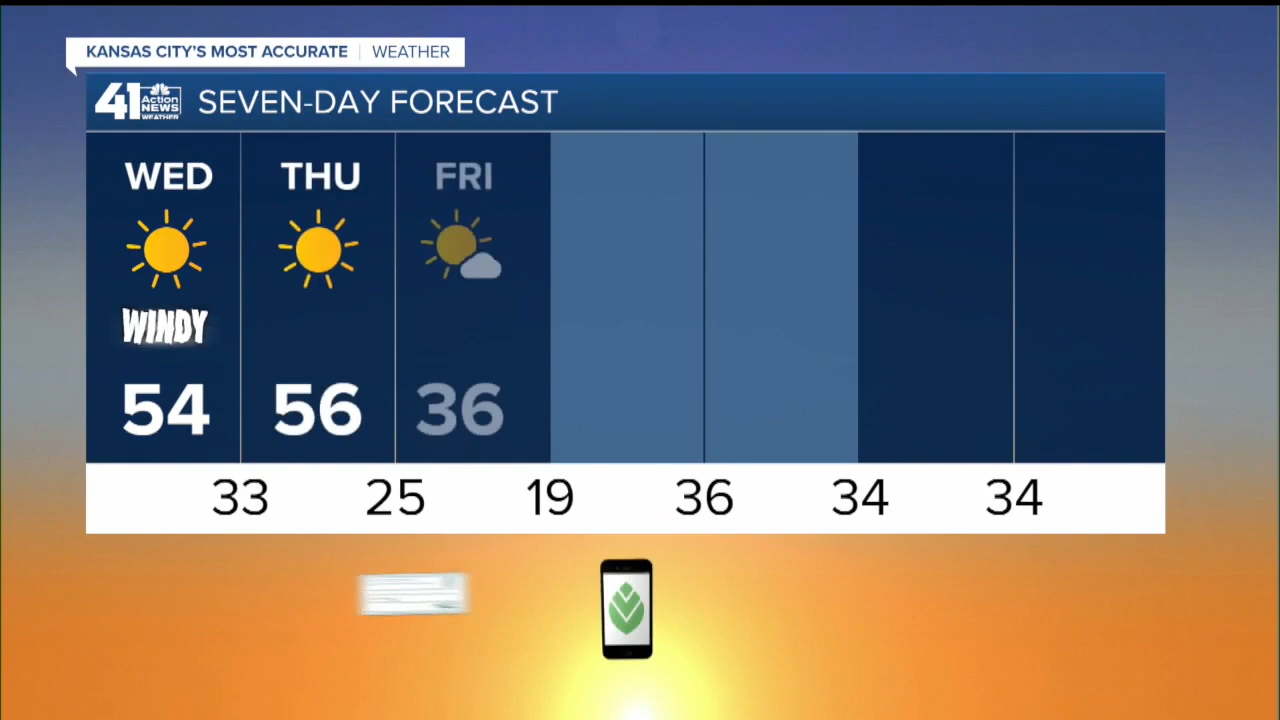 KANSAS CITY'S MOST ACCURATE | WEATHER
41 Action NEWS WEATHER
SEVEN-DAY FORECAST
WED THU FRI
WINDY
54 56 36
33 25 19 36 34 34